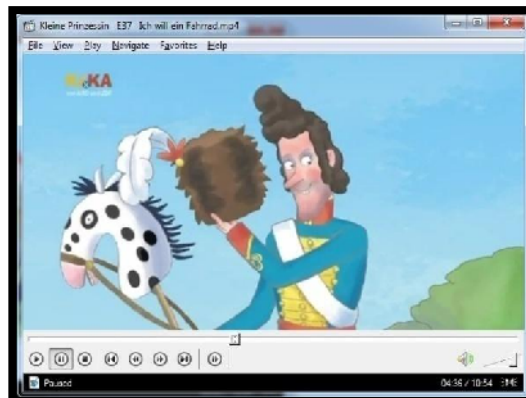 Kleine Prinzessin E37 Ich will ein Fahrrad.mp4
File View Play Navigate Favorites Help
KiKA
Paused
04:36 / 10:54